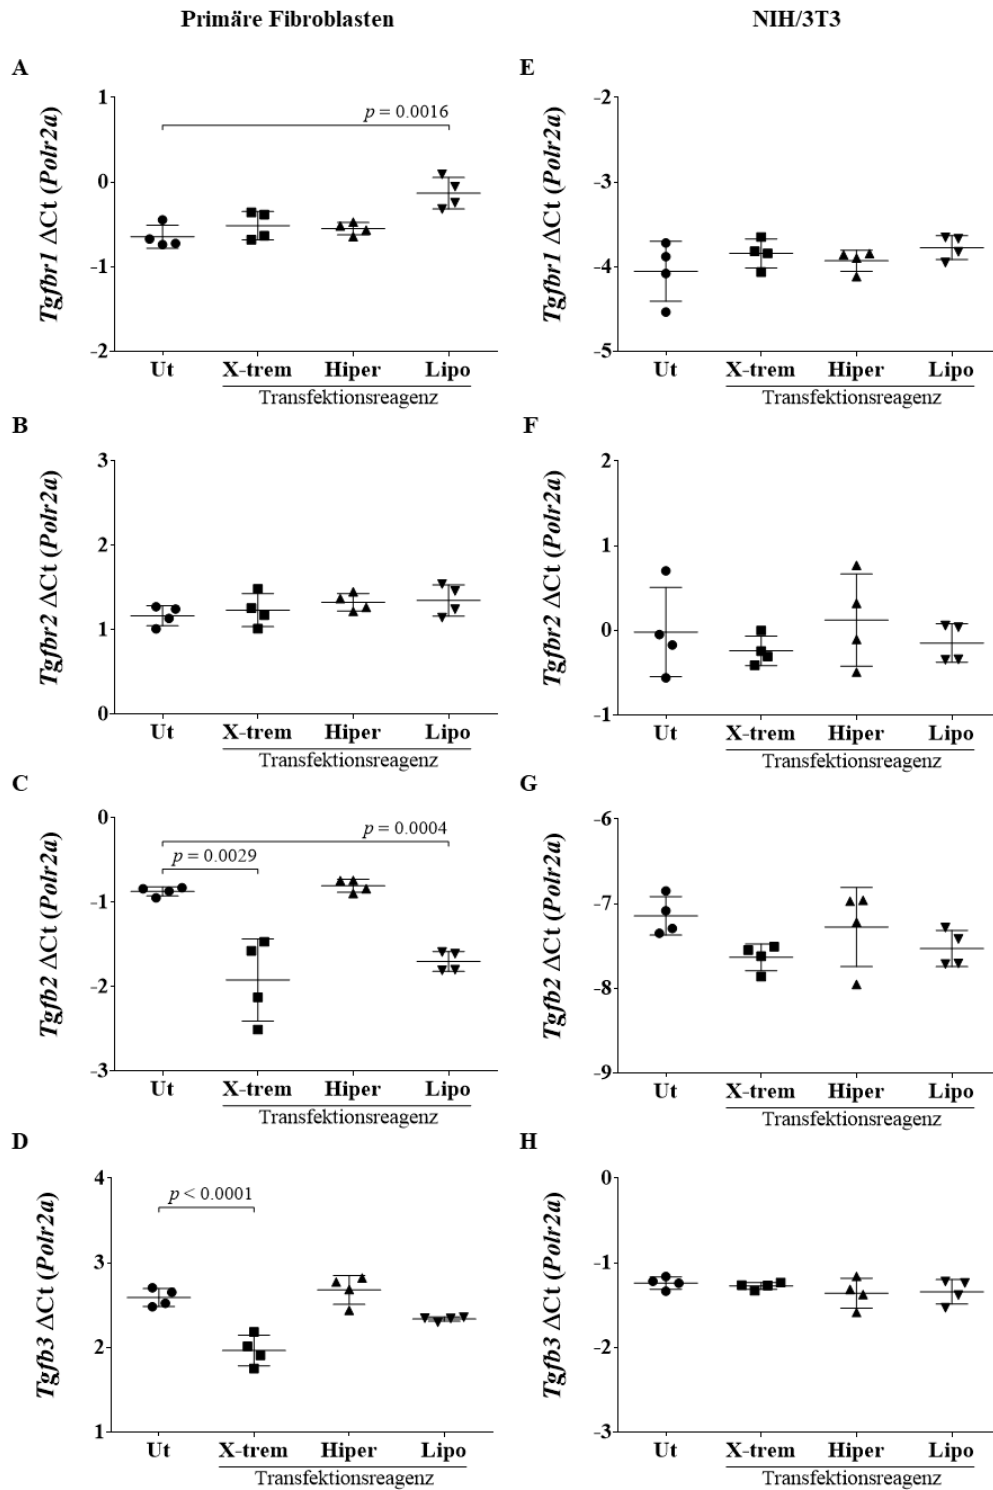 Primäre Fibroblasten
NIH/3T3
A
Tgfbr1 ΔCt (Polr2a)
1
0
-1
-2
p = 0.0016
Ut X-trem Hiper Lipo
Transfektionsreagenz
E
Tgfbr1 ΔCt (Polr2a)
-2
-3
-4
-5
Ut X-trem Hiper Lipo
Transfektionsreagenz
B
Tgfbr2 ΔCt (Polr2a)
3
2
1
0
Ut X-trem Hiper Lipo
Transfektionsreagenz
F
Tgfbr2 ΔCt (Polr2a)
2
1
0
-1
Ut X-trem Hiper Lipo
Transfektionsreagenz
C
Tgfb2 ΔCt (Polr2a)
0
-1
-2
-3
p = 0.0004
p = 0.0029
Ut X-trem Hiper Lipo
Transfektionsreagenz
G
Tgfb2 ΔCt (Polr2a)
-6
-7
-8
-9
Ut X-trem Hiper Lipo
Transfektionsreagenz
D
Tgfb3 ΔCt (Polr2a)
4
3
2
1
p < 0.0001
Ut X-trem Hiper Lipo
Transfektionsreagenz
H
Tgfb3 ΔCt (Polr2a)
0
-1
-2
-3
Ut X-trem Hiper Lipo
Transfektionsreagenz